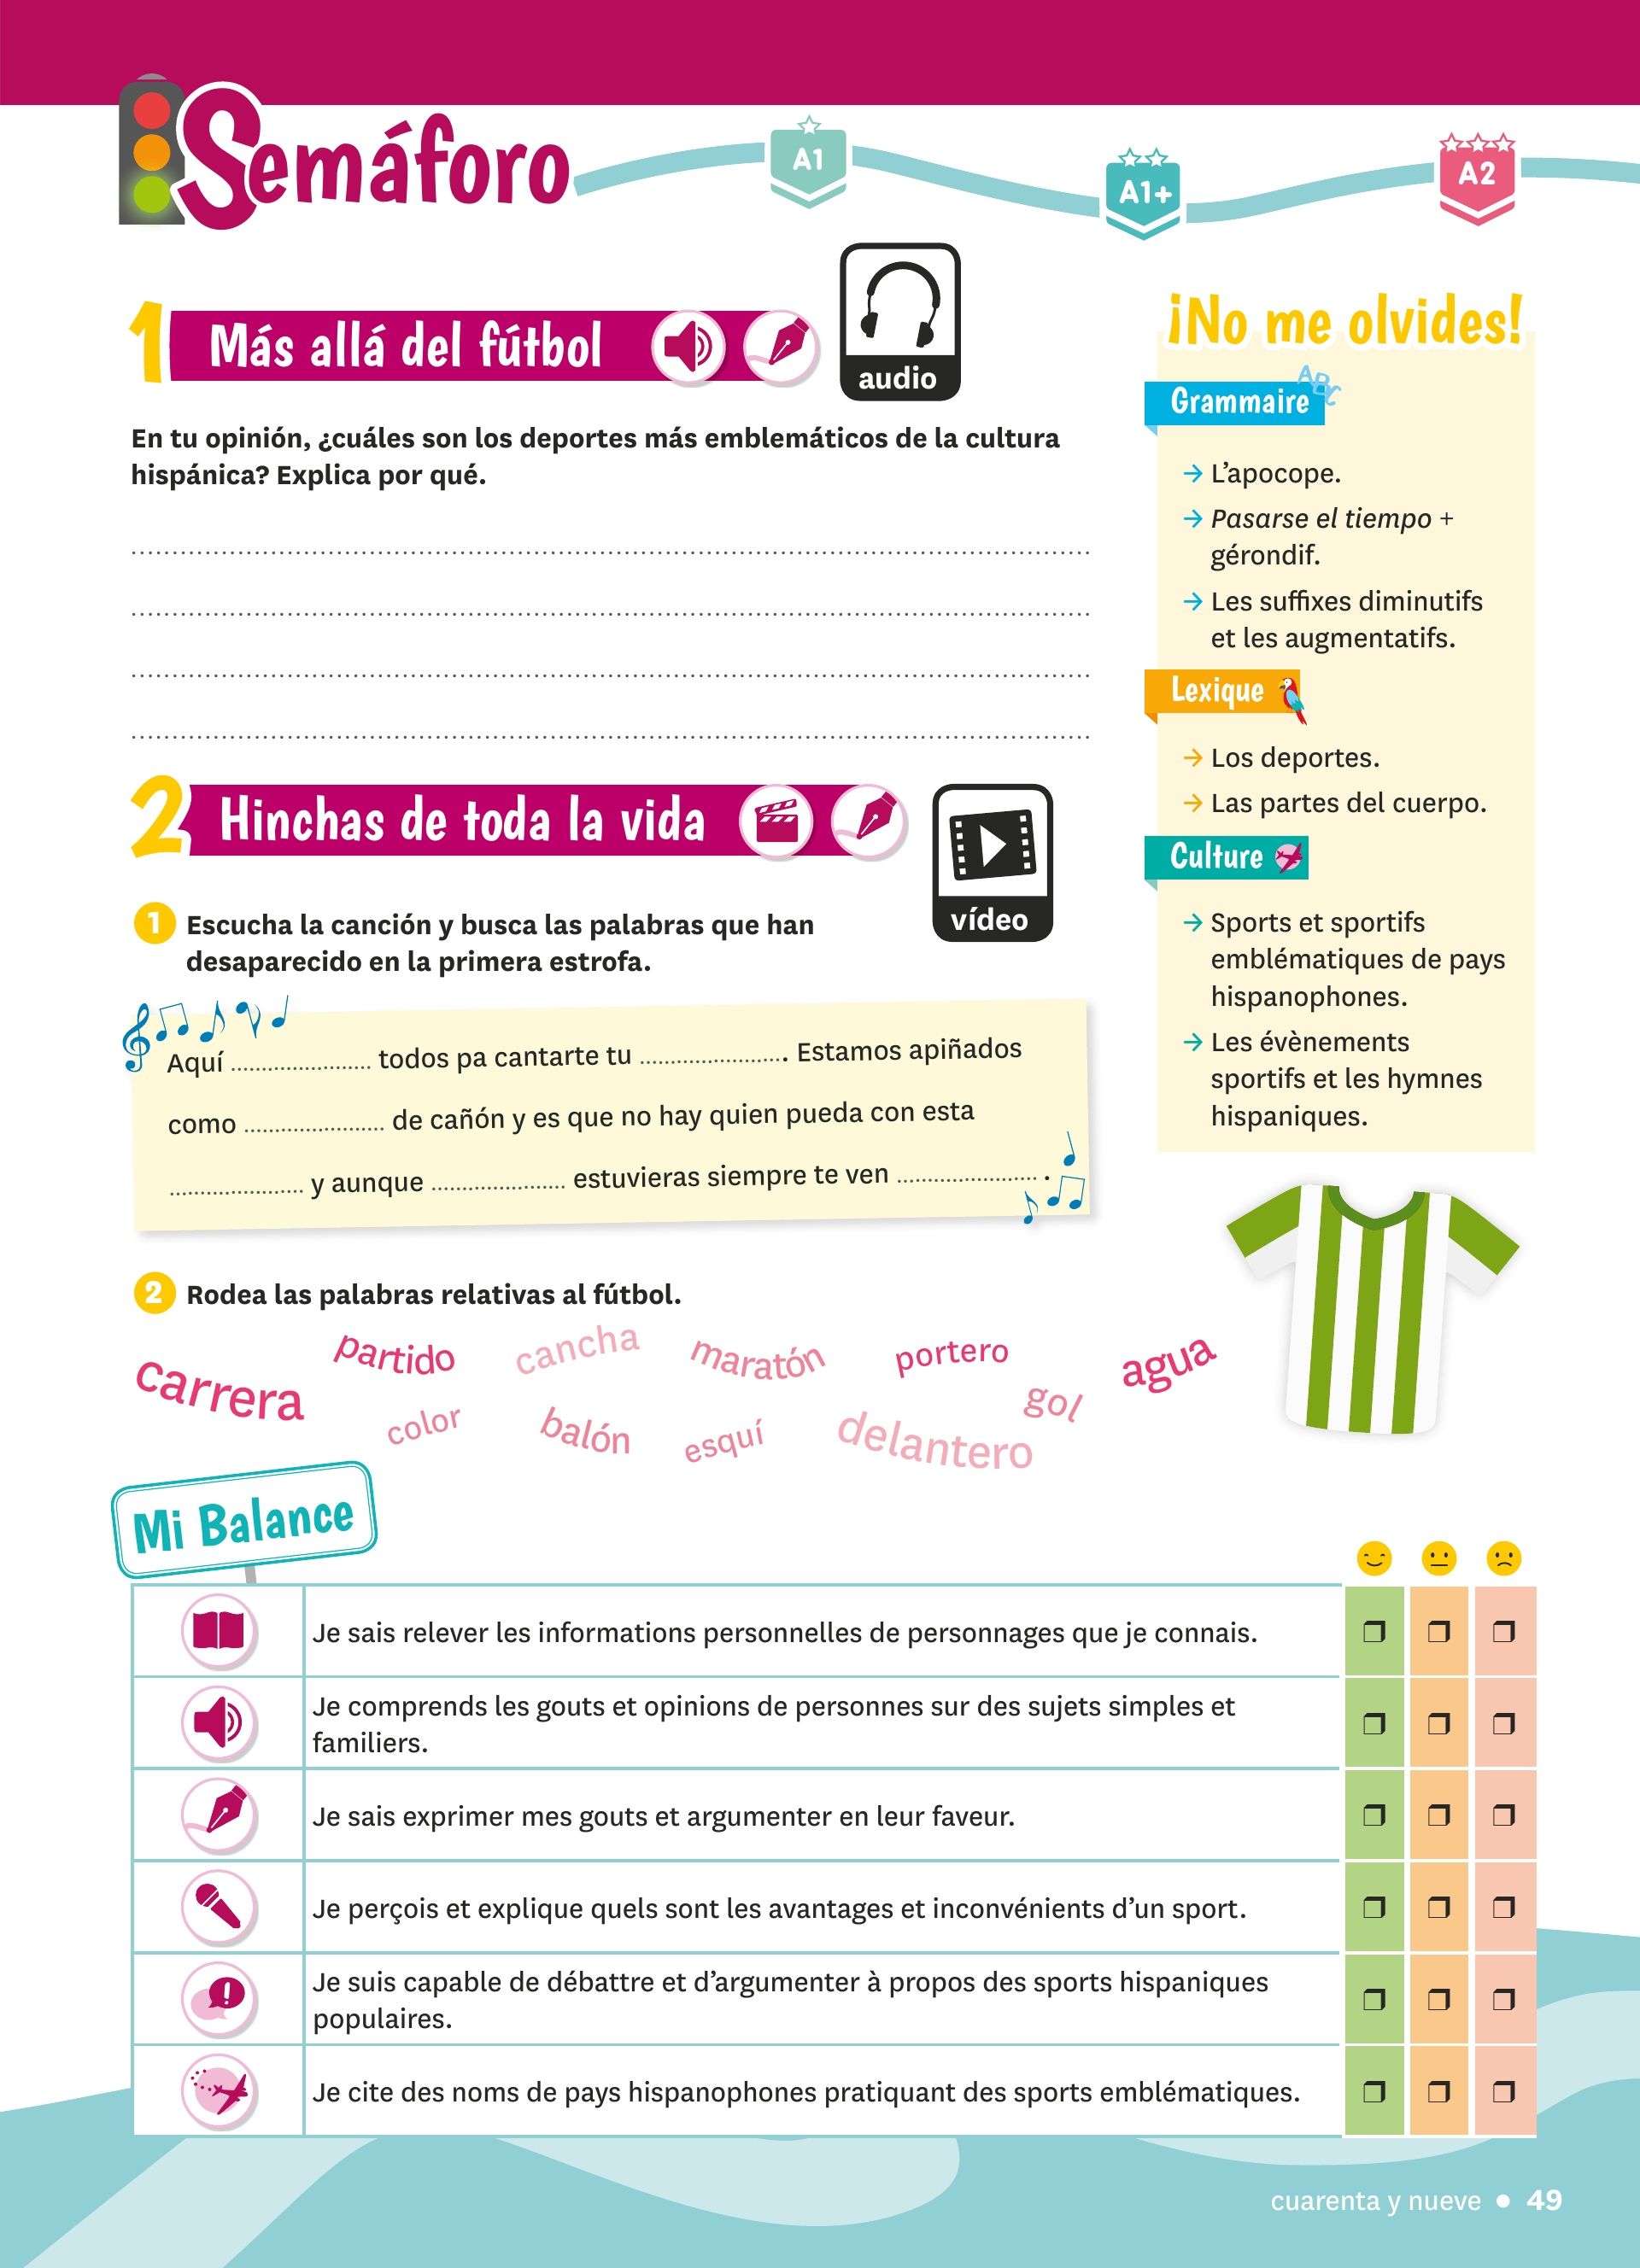 Semáforo
A1
A1+
A2
1 Más allá del fútbol
audio
En tu opinión, ¿cuáles son los deportes más emblemáticos de la cultura
hispánica? Explica por qué.
2 Hinchas de toda la vida
vídeo
1 Escucha la canción y busca las palabras que han
desaparecido en la primera estrofa.
Aquí ...................... todos pa cantarte tu ...................... . Estamos apiñados
como ...................... de cañón y es que no hay quien pueda con esta
...................... y aunque ...................... estuvieras siempre te ven ...................... .
2 Rodea las palabras relativas al fútbol.
carrera
partido
cancha
maratón
portero
agua
color
balón
esquí
delantero
gol
¡No me olvides!
Grammaire
ABC
→ L’apocope.
→ Pasarse el tiempo +
gérondif.
→ Les suffixes diminutifs
et les augmentatifs.
Lexique
→ Los deportes.
→ Las partes del cuerpo.
Culture
→ Sports et sportifs
emblématiques de pays
hispanophones.
→ Les évènements
sportifs et les hymnes
hispaniques.
Mi Balance
Je sais relever les informations personnelles de personnages que je connais.
Je comprends les gouts et opinions de personnes sur des sujets simples et
familiers.
Je sais exprimer mes gouts et argumenter en leur faveur.
Je perçois et explique quels sont les avantages et inconvénients d’un sport.
Je suis capable de débattre et d’argumenter à propos des sports hispaniques
populaires.
Je cite des noms de pays hispanophones pratiquant des sports emblématiques.
cuarenta y nueve • 49